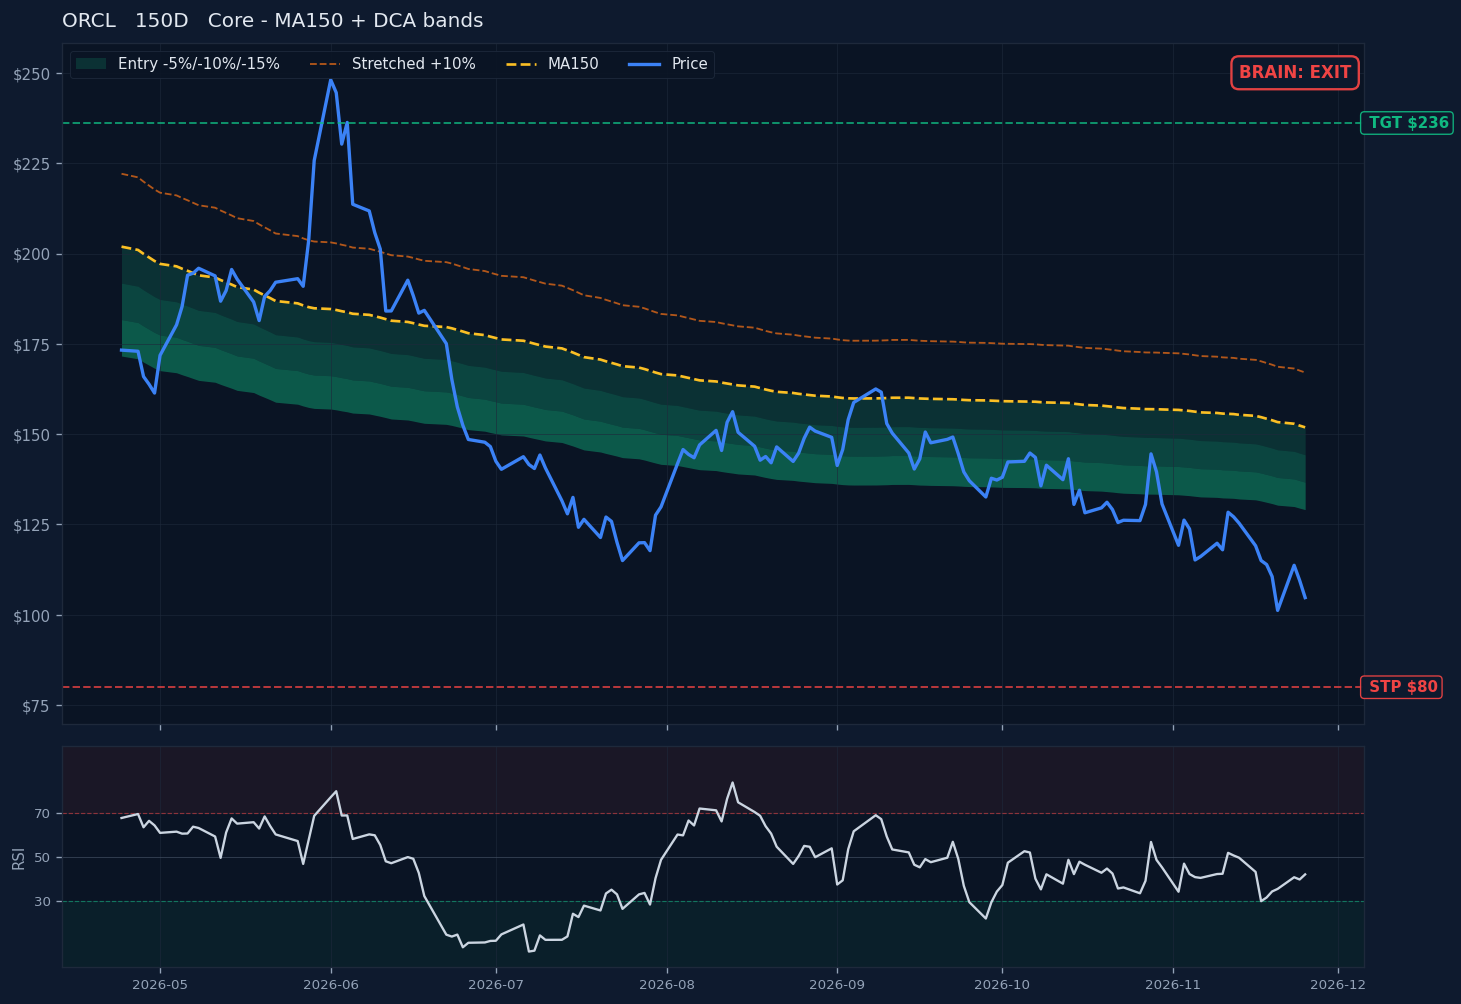 ORCL   150D   Core - MA150 + DCA bands
Entry -5%/-10%/-15%   Stretched +10%   MA150   Price
BRAIN: EXIT
$250
TGT $236
$225
$200
$175
$150
$125
$100
STP $80
$75
RSI
70
50
30
2026-05   2026-06   2026-07   2026-08   2026-09   2026-10   2026-11   2026-12